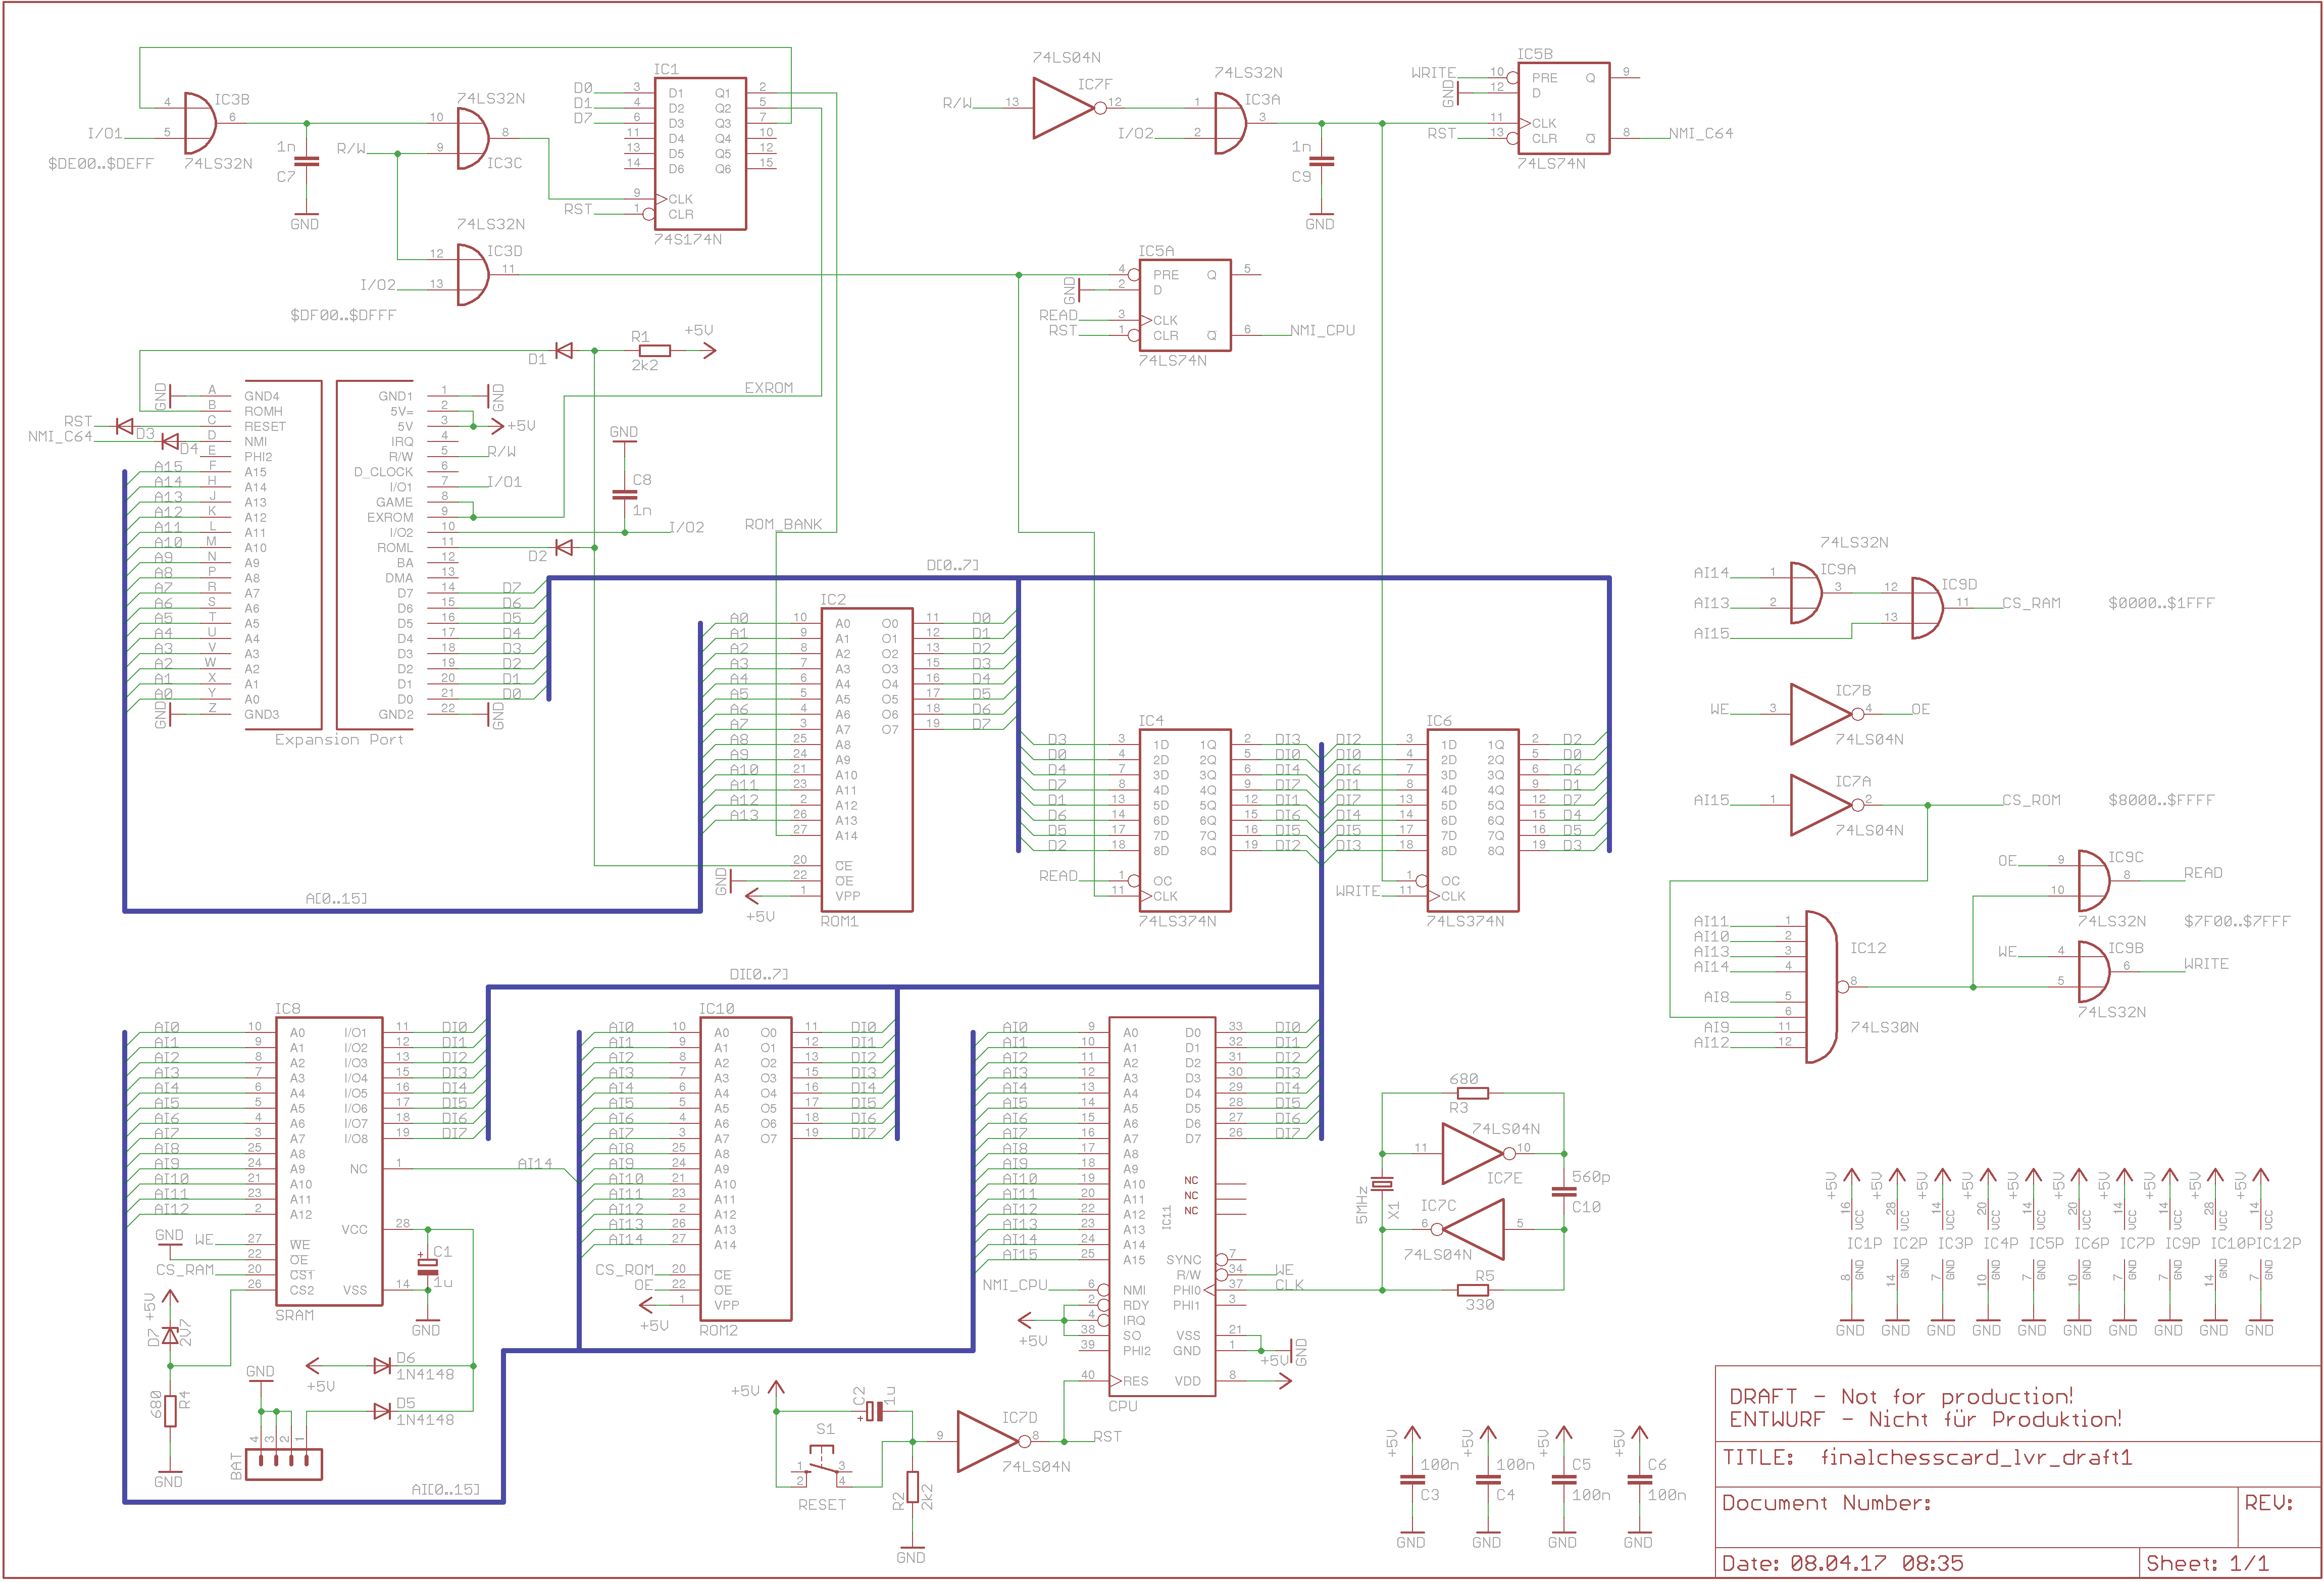 IC3B
4
6
I/O1
5
$DE00..$DEFF
74LS32N
1n
C7
GND
74LS32N
10
8
R/W
9
IC3C
74LS32N
IC3D
12
11
I/O2
13
$DF00..$DFFF
IC1
D0 3 D1 Q1 2
D1 4 D2 Q2 5
D7 6 D3 Q3 7
11 D4 Q4 10
13 D5 Q5 12
14 D6 Q6 15
9 CLK
RST 1 CLR
74S174N
74LS04N
IC7F
R/W 13 12
74LS32N
IC3A
1
3
I/O2 2
1n
C9
GND
IC5B
WRITE 10 PRE Q 9
GND 12 D
11 CLK
RST 13 CLR Q 8 NMI_C64
74LS74N
IC5A
4 PRE Q 5
GND 2 D
READ 3 CLK
RST 1 CLR Q 6 NMI_CPU
74LS74N
D1
R1
2k2
+5V
EXROM
GND A GND4
B ROMH
RST D3 C RESET
NMI_C64 D4 D NMI
E PHI2
A15 F A15
A14 H A14
A13 J A13
A12 K A12
A11 L A11
A10 M A10
A9 N A9
A8 P A8
A7 R A7
A6 S A6
A5 T A5
A4 U A4
A3 V A3
A2 W A2
A1 X A1
A0 Y A0
GND Z GND3
GND1 1 GND
5V= 2
5V 3 +5V
IRQ 4
R/W 5 R/W
D_CLOCK 6
I/O1 7 I/O1
GAME 8
EXROM 9
I/O2 10 I/O2
ROML 11 D2
BA 12
DMA 13
D7 14 D7
D6 15 D6
D5 16 D5
D4 17 D4
D3 18 D3
D2 19 D2
D1 20 D1
D0 21 D0
GND2 22 GND
Expansion Port
GND
C8
1n
ROM_BANK
D[0..7]
A[0..15]
IC2
A0 10 A0 O0 11 D0
A1 9 A1 O1 12 D1
A2 8 A2 O2 13 D2
A3 7 A3 O3 15 D3
A4 6 A4 O4 16 D4
A5 5 A5 O5 17 D5
A6 4 A6 O6 18 D6
A7 3 A7 O7 19 D7
A8 25 A8
A9 24 A9
A10 21 A10
A11 23 A11
A12 2 A12
A13 26 A13
27 A14
20 CE
GND 22 OE
+5V 1 VPP
ROM1
IC4
D3 3 1D 1Q 2 DI3
D0 4 2D 2Q 5 DI0
D4 7 3D 3Q 6 DI4
D7 8 4D 4Q 9 DI7
D1 13 5D 5Q 12 DI1
D6 14 6D 6Q 15 DI6
D5 17 7D 7Q 16 DI5
D2 18 8D 8Q 19 DI2
READ 1 OC
11 CLK
74LS374N
IC6
DI2 3 1D 1Q 2 D2
DI0 4 2D 2Q 5 D0
DI6 7 3D 3Q 6 D6
DI1 8 4D 4Q 9 D1
DI7 13 5D 5Q 12 D7
DI4 14 6D 6Q 15 D4
DI5 17 7D 7Q 16 D5
DI3 18 8D 8Q 19 D3
1 OC
WRITE 11 CLK
74LS374N
74LS32N
AI14 1 IC9A
3 12 IC9D
AI13 2
11 CS_RAM $0000..$1FFF
AI15 13
IC7B
WE 3 4 OE
74LS04N
IC7A
AI15 1 2 CS_ROM $8000..$FFFF
74LS04N
OE 9 IC9C
8 READ
10
74LS32N $7F00..$7FFF
WE 4 IC9B
6 WRITE
5
74LS32N
AI11 1
AI10 2
AI13 3
AI14 4
AI8 5
6
AI9 11
AI12 12
IC12
8
74LS30N
DI[0..7]
IC8
AI0 10 A0 I/O1 11 DI0
AI1 9 A1 I/O2 12 DI1
AI2 8 A2 I/O3 13 DI2
AI3 7 A3 I/O4 15 DI3
AI4 6 A4 I/O5 16 DI4
AI5 5 A5 I/O6 17 DI5
AI6 4 A6 I/O7 18 DI6
AI7 3 A7 I/O8 19 DI7
AI8 25 A8
AI9 24 A9 NC 1 AI14
AI10 21 A10
AI11 23 A11
AI12 2 A12
VCC 28
GND WE 27 WE
22 OE
CS_RAM 20 CS1
26 CS2 VSS 14
SRAM
C1
1u
GND
+5V
D7
2V7
680
R4
GND
D6
1N4148
+5V
D5
1N4148
GND
4 3 2 1
BAT
AI[0..15]
IC10
AI0 10 A0 O0 11 DI0
AI1 9 A1 O1 12 DI1
AI2 8 A2 O2 13 DI2
AI3 7 A3 O3 15 DI3
AI4 6 A4 O4 16 DI4
AI5 5 A5 O5 17 DI5
AI6 4 A6 O6 18 DI6
AI7 3 A7 O7 19 DI7
AI8 25 A8
AI9 24 A9
AI10 21 A10
AI11 23 A11
AI12 2 A12
AI13 26 A13
AI14 27 A14
CS_ROM 20 CE
OE 22 OE
+5V 1 VPP
ROM2
AI0 9 A0 D0 33 DI0
AI1 10 A1 D1 32 DI1
AI2 11 A2 D2 31 DI2
AI3 12 A3 D3 30 DI3
AI4 13 A4 D4 29 DI4
AI5 14 A5 D5 28 DI5
AI6 15 A6 D6 27 DI6
AI7 16 A7 D7 26 DI7
AI8 17 A8
AI9 18 A9
AI10 19 A10 NC
AI11 20 A11 NC
AI12 22 A12 NC
AI13 23 A13
AI14 24 A14
AI15 25 A15 SYNC 7
IC11
R/W 34 WE
NMI_CPU 6 NMI PHI0 37 CLK
2 RDY PHI1 3
+5V 4 IRQ
38 SO VSS 21
39 PHI2 GND 1 GND
+5V
40 RES VDD 8
CPU
680
R3
74LS04N
11 10
IC7E
5MHz
X1
560p
C10
IC7C
6 5
74LS04N
R5
330
+5V
C2
1u
S1
1 3
2 4
RESET
R2
2k2
GND
IC7D
9 8 RST
74LS04N
+5V +5V +5V +5V +5V +5V +5V +5V +5V +5V
16 28 14 20 14 20 14 14 28 14
VCC VCC VCC VCC VCC VCC VCC VCC VCC VCC
IC1P IC2P IC3P IC4P IC5P IC6P IC7P IC9P IC10P IC12P
8 14 7 10 7 10 7 7 14 7
GND GND GND GND GND GND GND GND GND GND
GND GND GND GND GND GND GND GND GND GND
+5V +5V +5V +5V
100n 100n C5 C6
C3 C4 100n 100n
GND GND GND GND
DRAFT - Not for production!
ENTWURF - Nicht für Produktion!
TITLE: finalchesscard_lvr_draft1
Document Number:
REV:
Date: 08.04.17 08:35
Sheet: 1/1